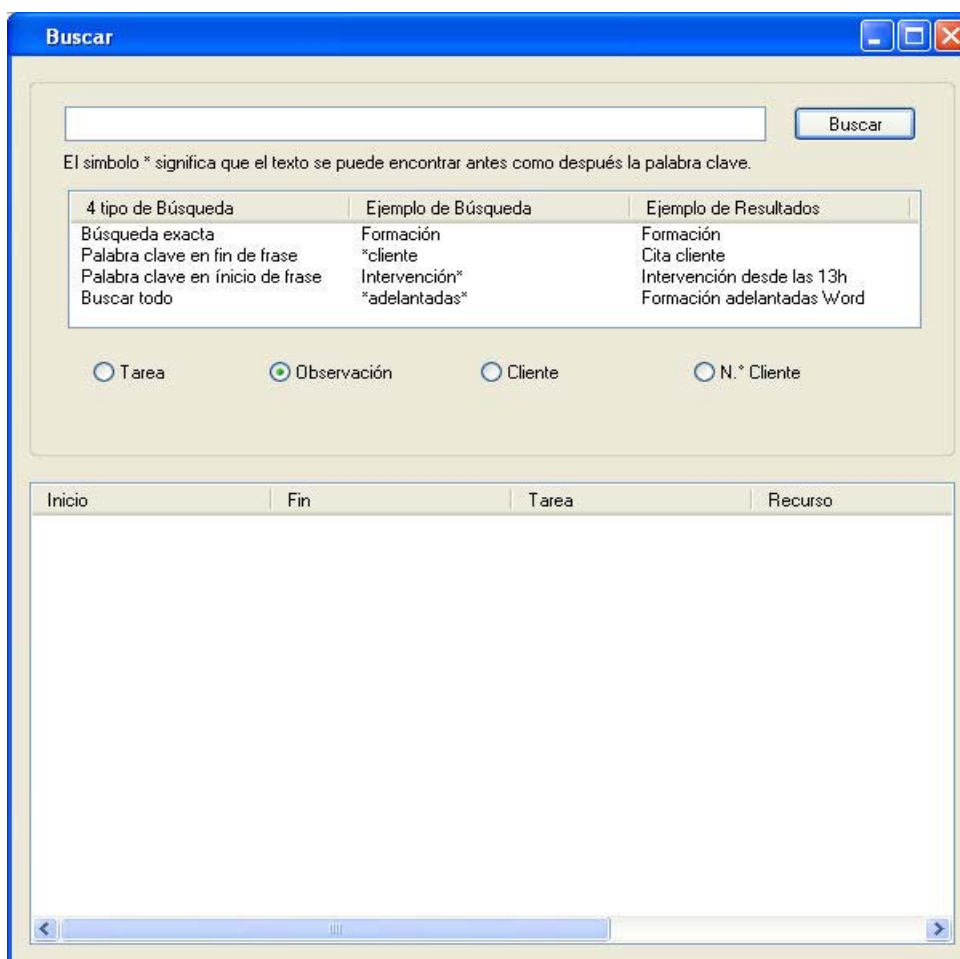 Buscar
Buscar
El simbolo * significa que el texto se puede encontrar antes como después la palabra clave.
4 tipo de Búsqueda Ejemplo de Búsqueda Ejemplo de Resultados
Búsqueda exacta Formación Formación
Palabra clave en fin de frase *cliente Cita cliente
Palabra clave en ínicio de frase Intervención* Intervención desde las 13h
Buscar todo *adelantadas* Formación adelantadas Word
Tarea Observación Cliente N.° Cliente
Inicio Fin Tarea Recurso